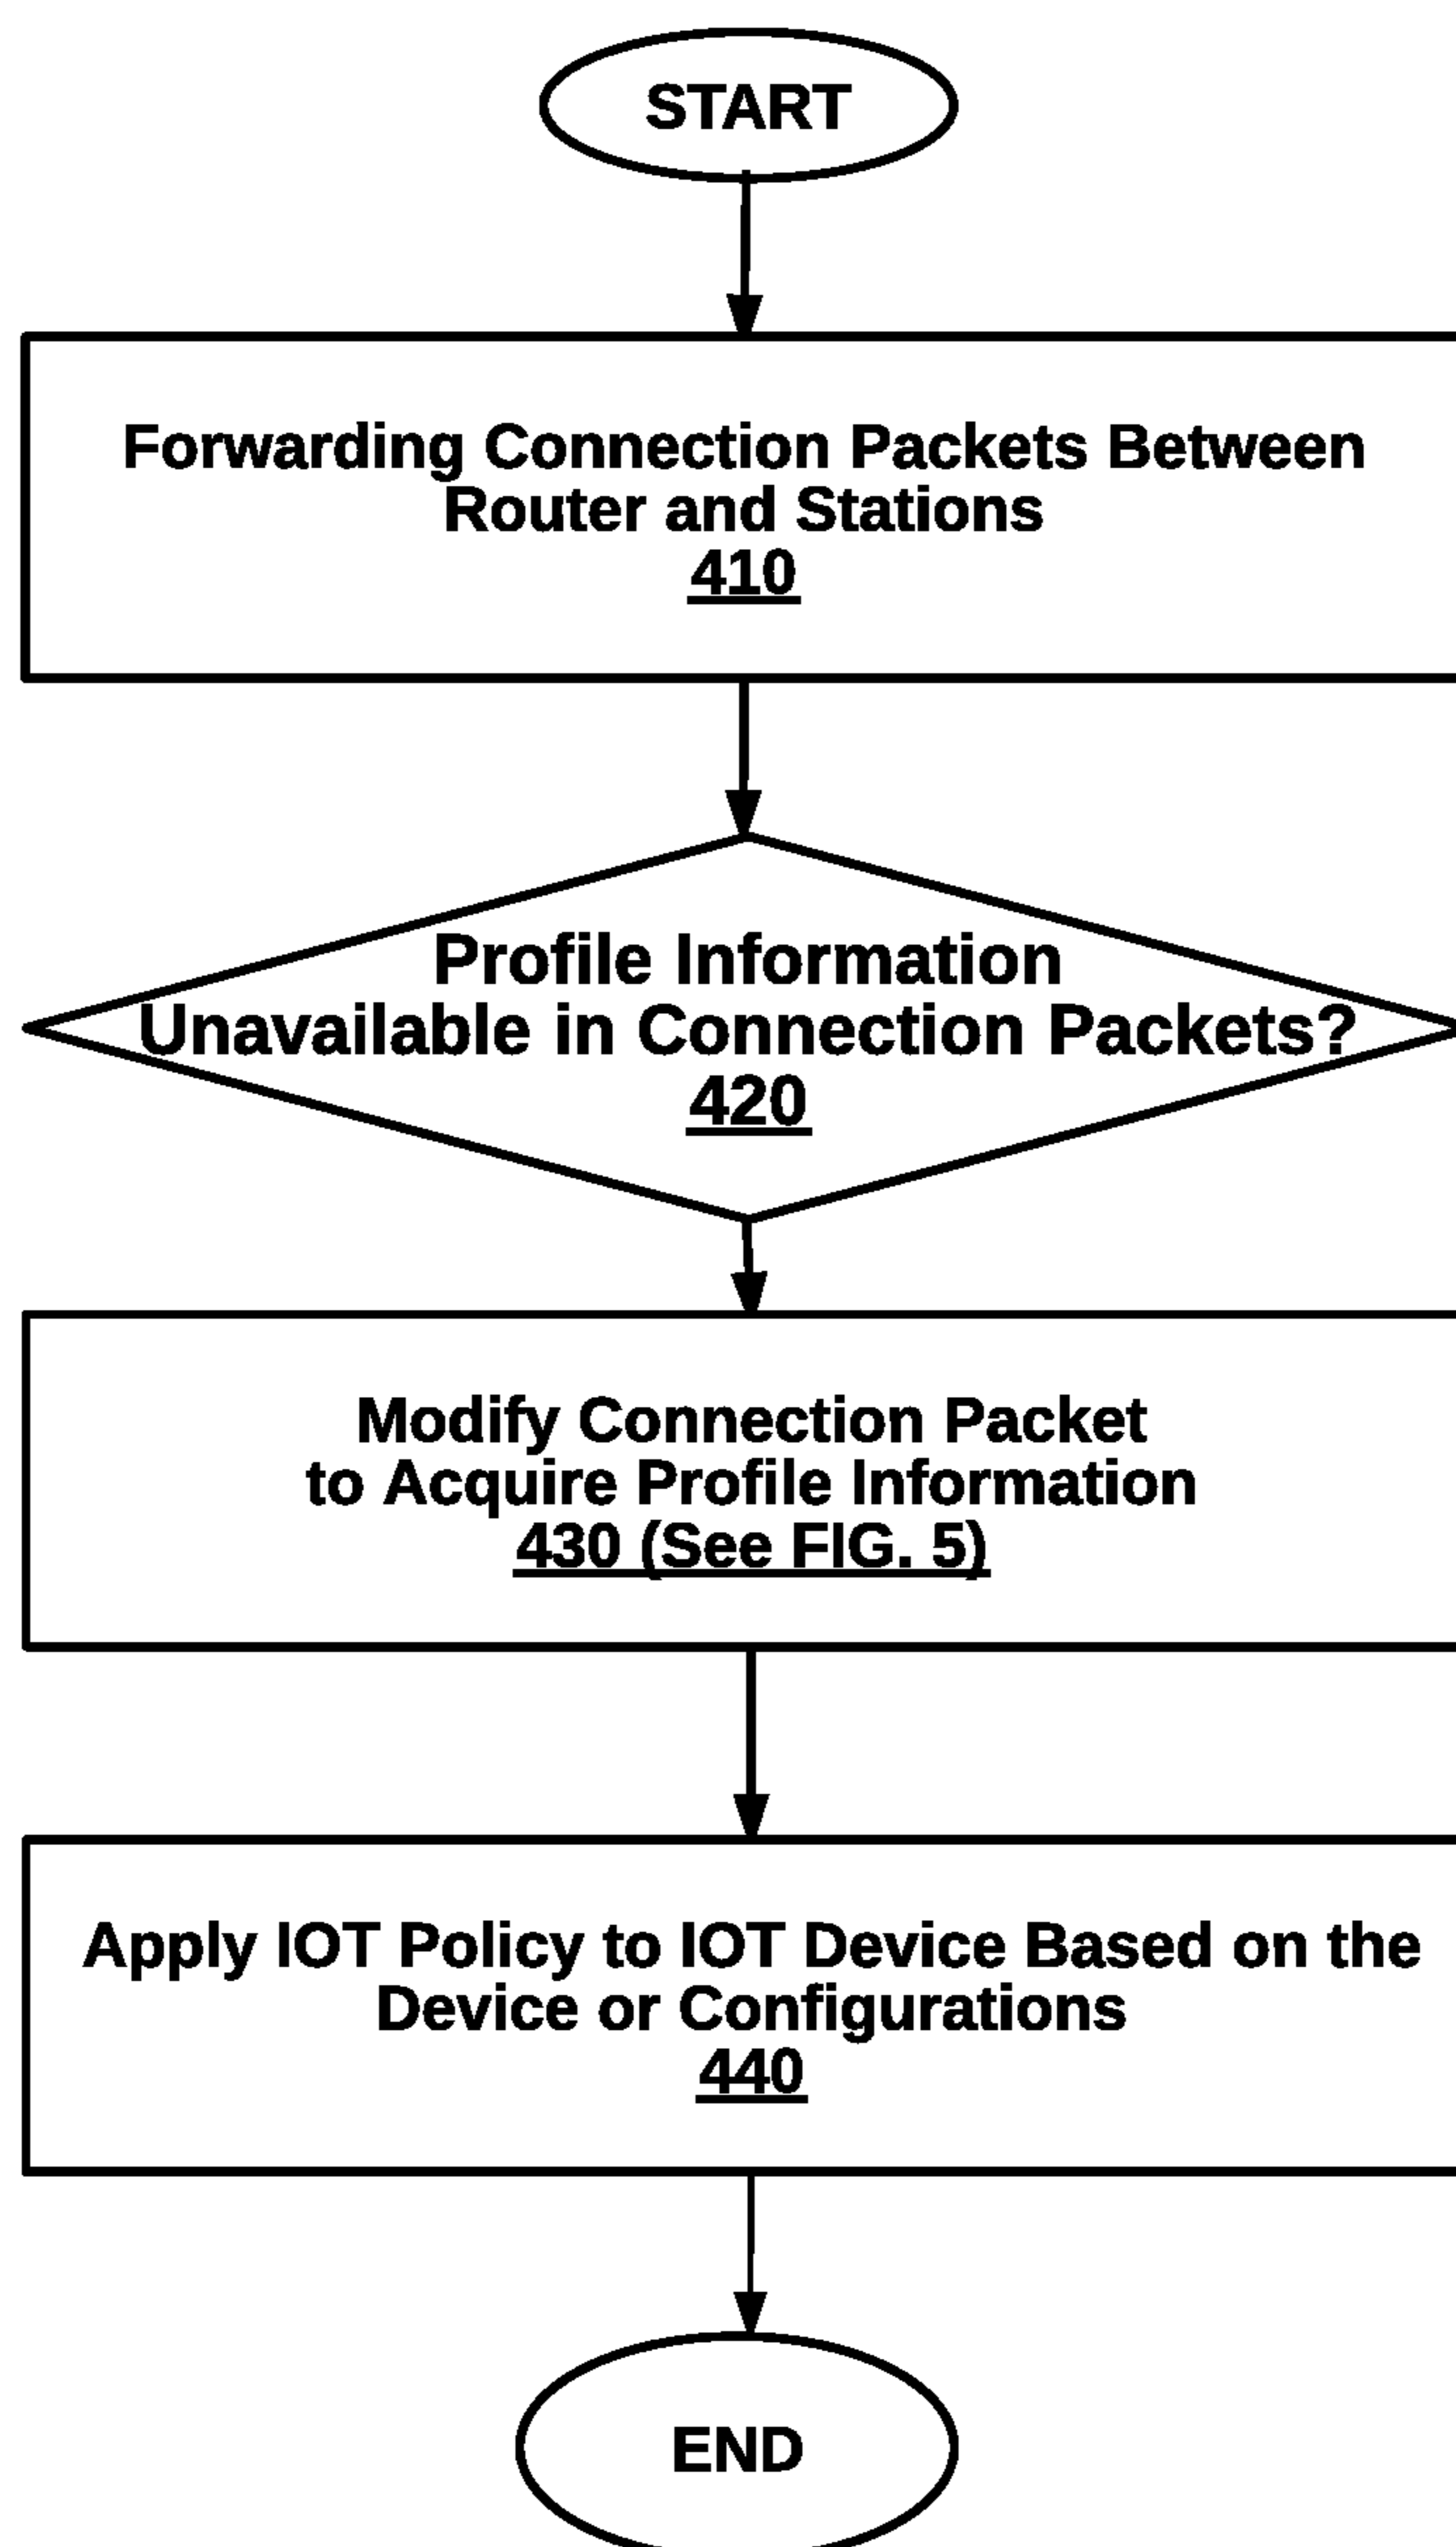 START
Forwarding Connection Packets Between
Router and Stations
410
Profile Information
Unavailable in Connection Packets?
420
Modify Connection Packet
to Acquire Profile Information
430 (See FIG. 5)
Apply IOT Policy to IOT Device Based on the
Device or Configurations
440
END